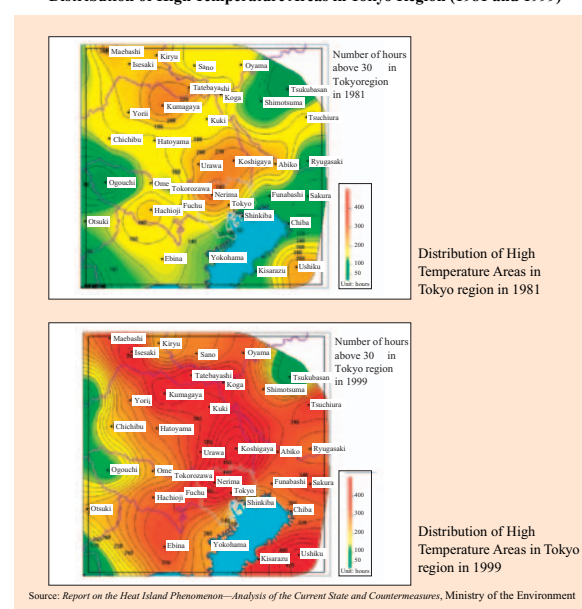 Distribution of High Temperature Areas in Tokyo Region (1981 and 1999)
Number of hours
above 30 in
Tokyoregion
in 1981
Maebashi
Kiryu
Isesaki
Sano
Oyama
Tsukubasan
Tatebayashi
Koga
Shimotsuma
Kumagaya
Yorii
Kuki
Tsuchiura
Chichibu
Hatoyama
Urawa
Koshigaya
Abiko
Ryugasaki
Ogouchi
Ome
Tokorozawa
Nerima
Funabashi
Sakura
Hachioji
Fuchu
Tokyo
Shinkiba
Otsuki
Chiba
Ebina
Yokohama
Kisarazu
Ushiku
400
300
200
100
50
Unit: hours
Distribution of High
Temperature Areas in
Tokyo region in 1981
Number of hours
above 30 in
Tokyo region
in 1999
Maebashi
Kiryu
Isesaki
Sano
Oyama
Tsukubasan
Tatebayashi
Koga
Shimotsuma
Kumagaya
Yorii
Kuki
Tsuchiura
Chichibu
Hatoyama
Urawa
Koshigaya
Abiko
Ryugasaki
Ogouchi
Ome
Tokorozawa
Nerima
Funabashi
Sakura
Hachioji
Fuchu
Tokyo
Shinkiba
Otsuki
Chiba
Ebina
Yokohama
Kisarazu
Ushiku
400
300
200
100
50
Unit: hours
Distribution of High
Temperature Areas in Tokyo
region in 1999
Source: Report on the Heat Island Phenomenon—Analysis of the Current State and Countermeasures, Ministry of the Environment